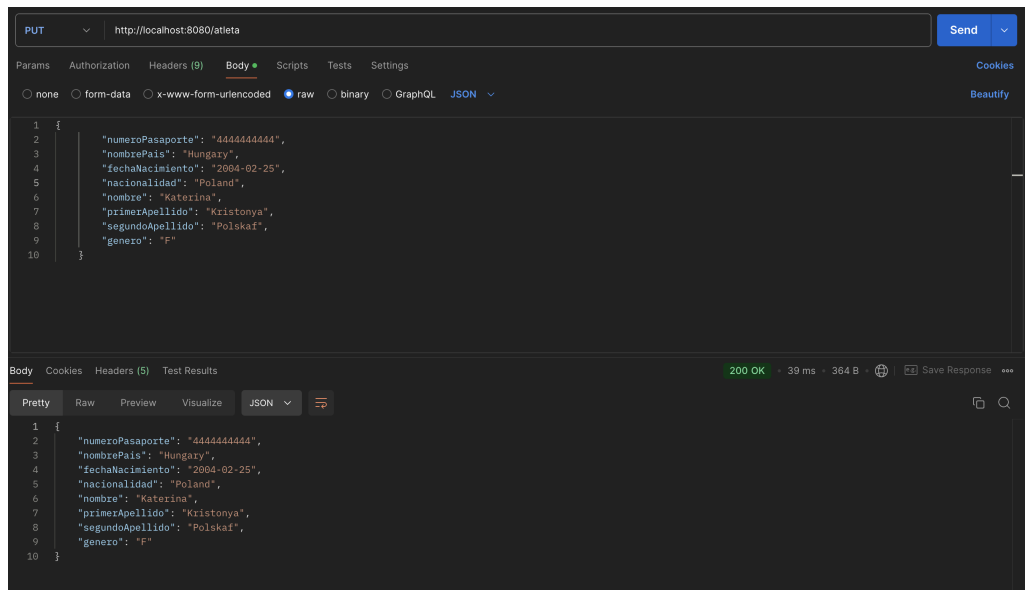 PUT http://localhost:8080/atleta Send
Params Authorization Headers (9) Body Scripts Tests Settings Cookies
none form-data x-www-form-urlencoded raw binary GraphQL JSON Beautify
1 {
2 "numeroPasaporte": "4444444444",
3 "nombrePais": "Hungary",
4 "fechaNacimiento": "2004-02-25",
5 "nacionalidad": "Poland",
6 "nombre": "Katerina",
7 "primerApellido": "Kristonya",
8 "segundoApellido": "Polskaf",
9 "genero": "F"
10 }
Body Cookies Headers (5) Test Results 200 OK • 39 ms • 364 B • Save Response
Pretty Raw Preview Visualize JSON
1 {
2 "numeroPasaporte": "4444444444",
3 "nombrePais": "Hungary",
4 "fechaNacimiento": "2004-02-25",
5 "nacionalidad": "Poland",
6 "nombre": "Katerina",
7 "primerApellido": "Kristonya",
8 "segundoApellido": "Polskaf",
9 "genero": "F"
10 }